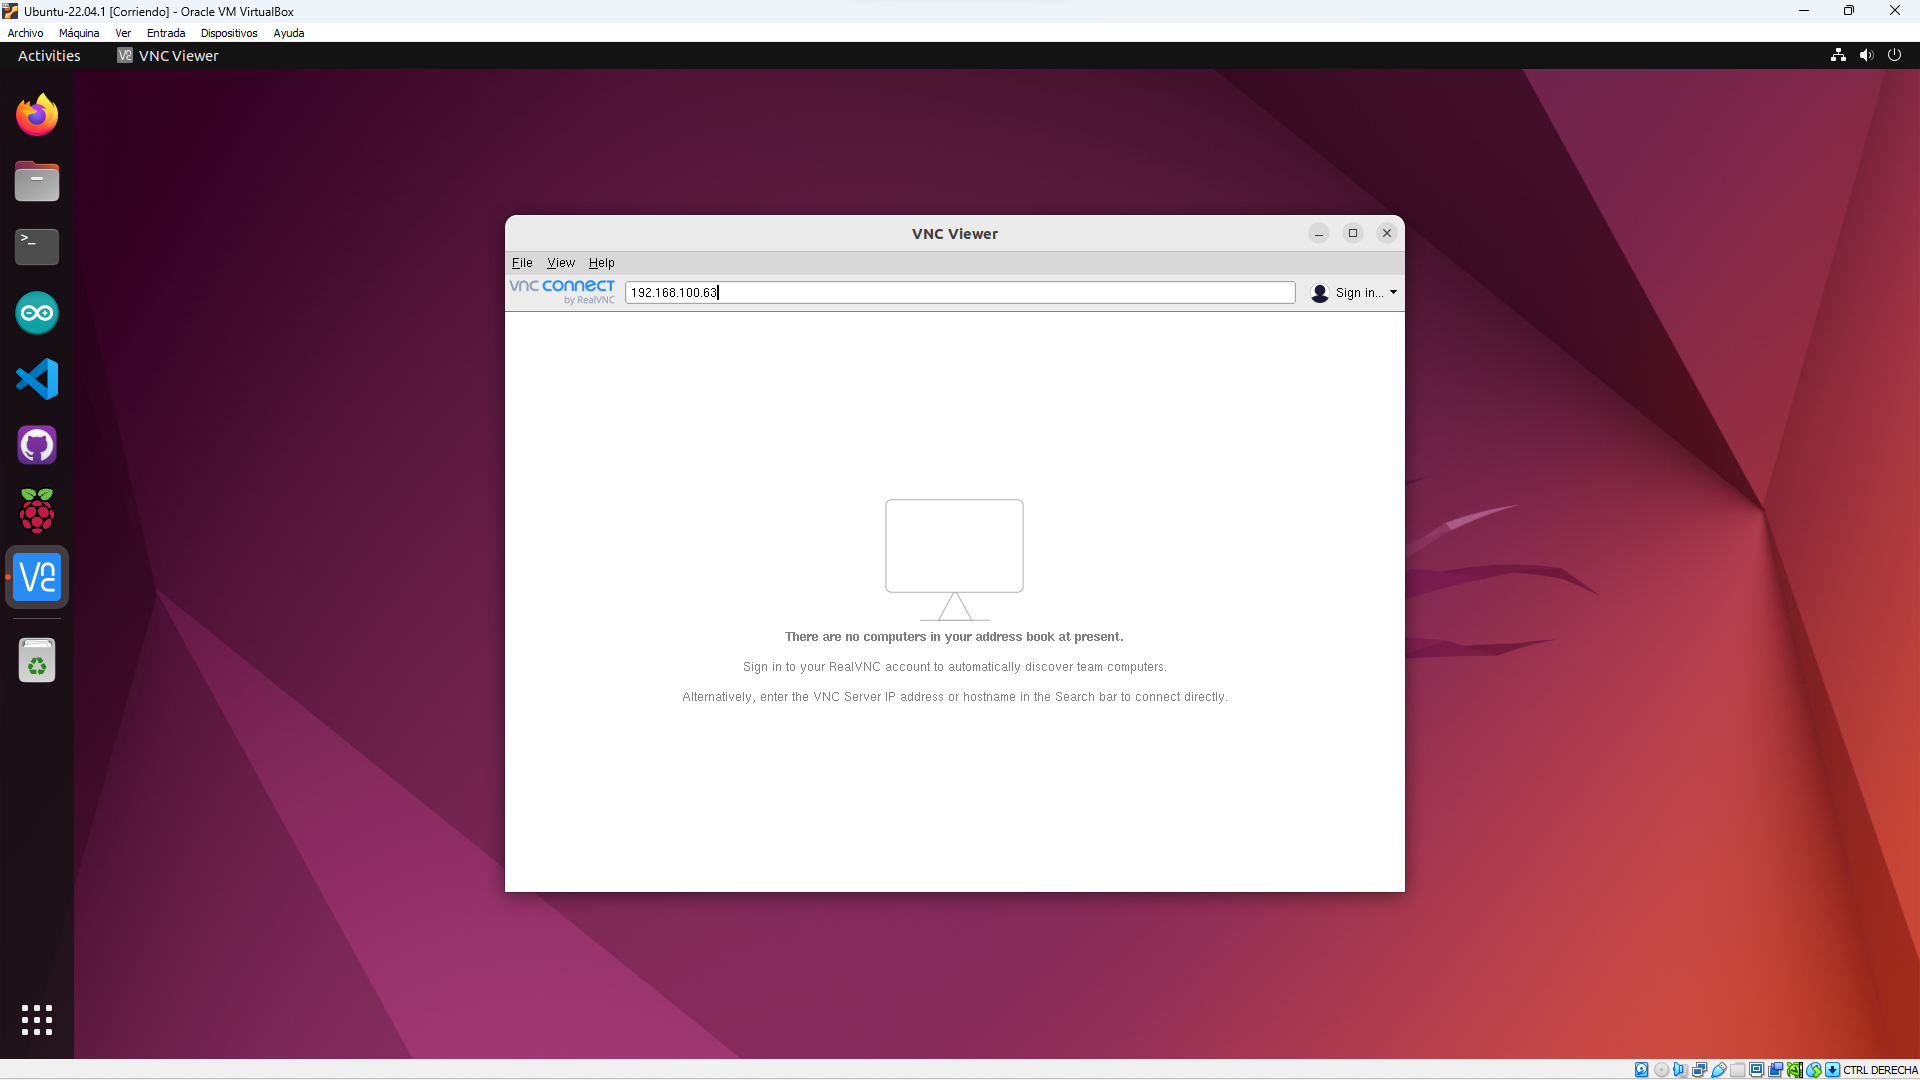 Ubuntu-22.04.1 [Corriendo] - Oracle VM VirtualBox
Archivo Máquina Ver Entrada Dispositivos Ayuda
Activities VNC Viewer
VNC Viewer
File View Help
vnc connect
by RealVNC
192.168.100.63
Sign in...
There are no computers in your address book at present.
Sign in to your RealVNC account to automatically discover team computers.
Alternatively, enter the VNC Server IP address or hostname in the Search bar to connect directly.
CTRL DERECHA